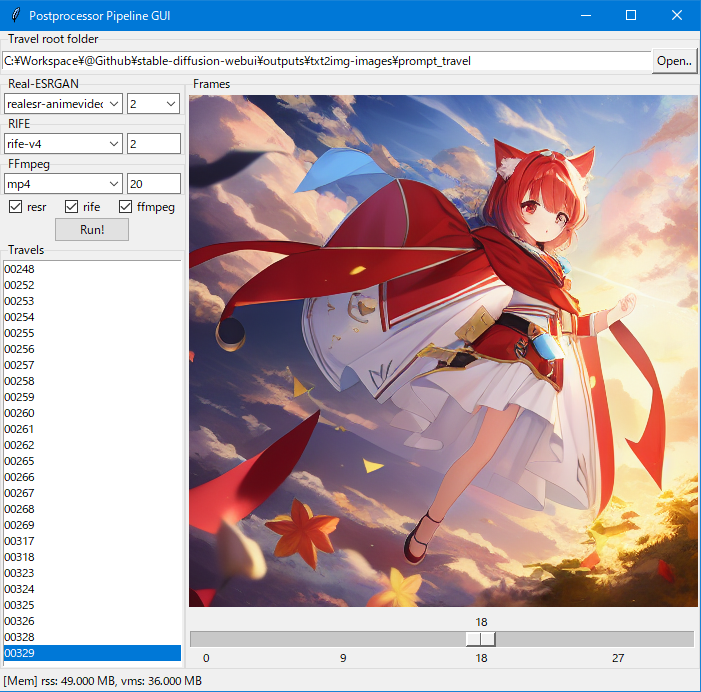 Postprocessor Pipeline GUI
Travel root folder
C:¥Workspace¥@Github¥stable-diffusion-webui¥outputs¥txt2img-images¥prompt_travel
Open..
Real-ESRGAN
realesr-animevidec
2
RIFE
rife-v4
2
FFmpeg
mp4
20
resr rife ffmpeg
Run!
Travels
00248
00252
00253
00254
00255
00256
00257
00258
00259
00260
00261
00262
00265
00266
00267
00268
00269
00317
00318
00323
00324
00325
00326
00328
00329
Frames
18
0 9 18 27
[Mem] rss: 49.000 MB, vms: 36.000 MB